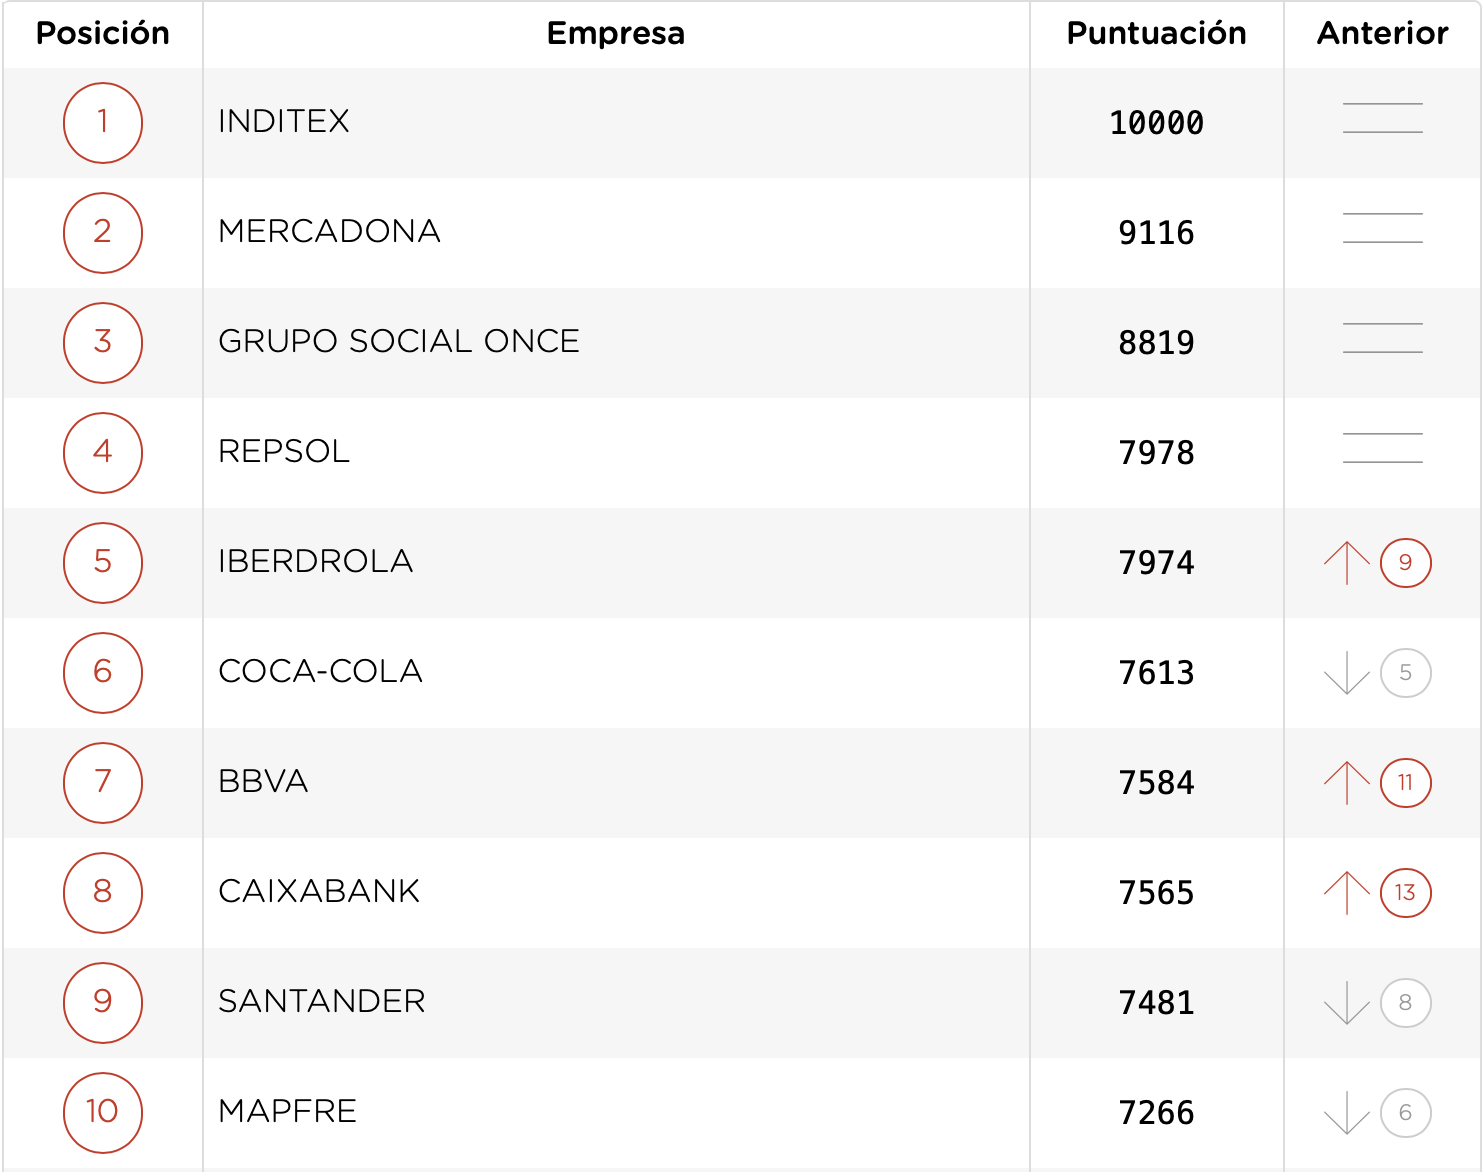 Posición Empresa Puntuación Anterior
1 INDITEX 10000
2 MERCADONA 9116
3 GRUPO SOCIAL ONCE 8819
4 REPSOL 7978
5 IBERDROLA 7974 9
6 COCA-COLA 7613 5
7 BBVA 7584 11
8 CAIXABANK 7565 13
9 SANTANDER 7481 8
10 MAPFRE 7266 6